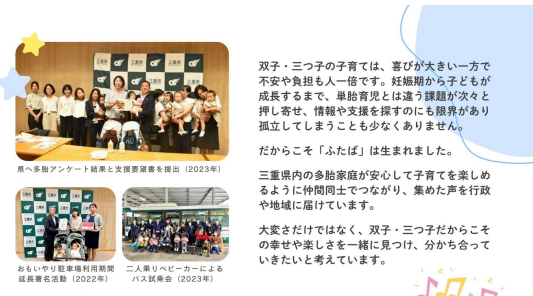 県へ多胎アンケート結果と支援要望書を提出（2023年）
おもいやり駐車場利用期間
延長署名活動（2022年）
二人乗りベビーカーによる
バス試乗会（2023年）
双子・三つ子の子育ては、喜びが大きい一方で
不安や負担も人一倍です。妊娠期から子どもが
成長するまで、単胎育児とは違う課題が次々と
押し寄せ、情報や支援を探すのにも限界があり
孤立してしまうことも少なくありません。
だからこそ「ふたば」は生まれました。
三重県内の多胎家庭が安心して子育てを楽しめ
るように仲間同士でつながり、集めた声を行政
や地域に届けています。
大変さだけではなく、双子・三つ子だからこそ
の幸せや楽しさを一緒に見つけ、分かち合って
いきたいと考えています。